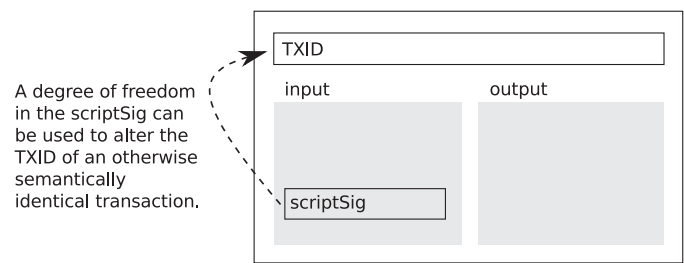 TXID
input
output
A degree of freedom
in the scriptSig can
be used to alter the
TXID of an otherwise
semantically
identical transaction.
scriptSig